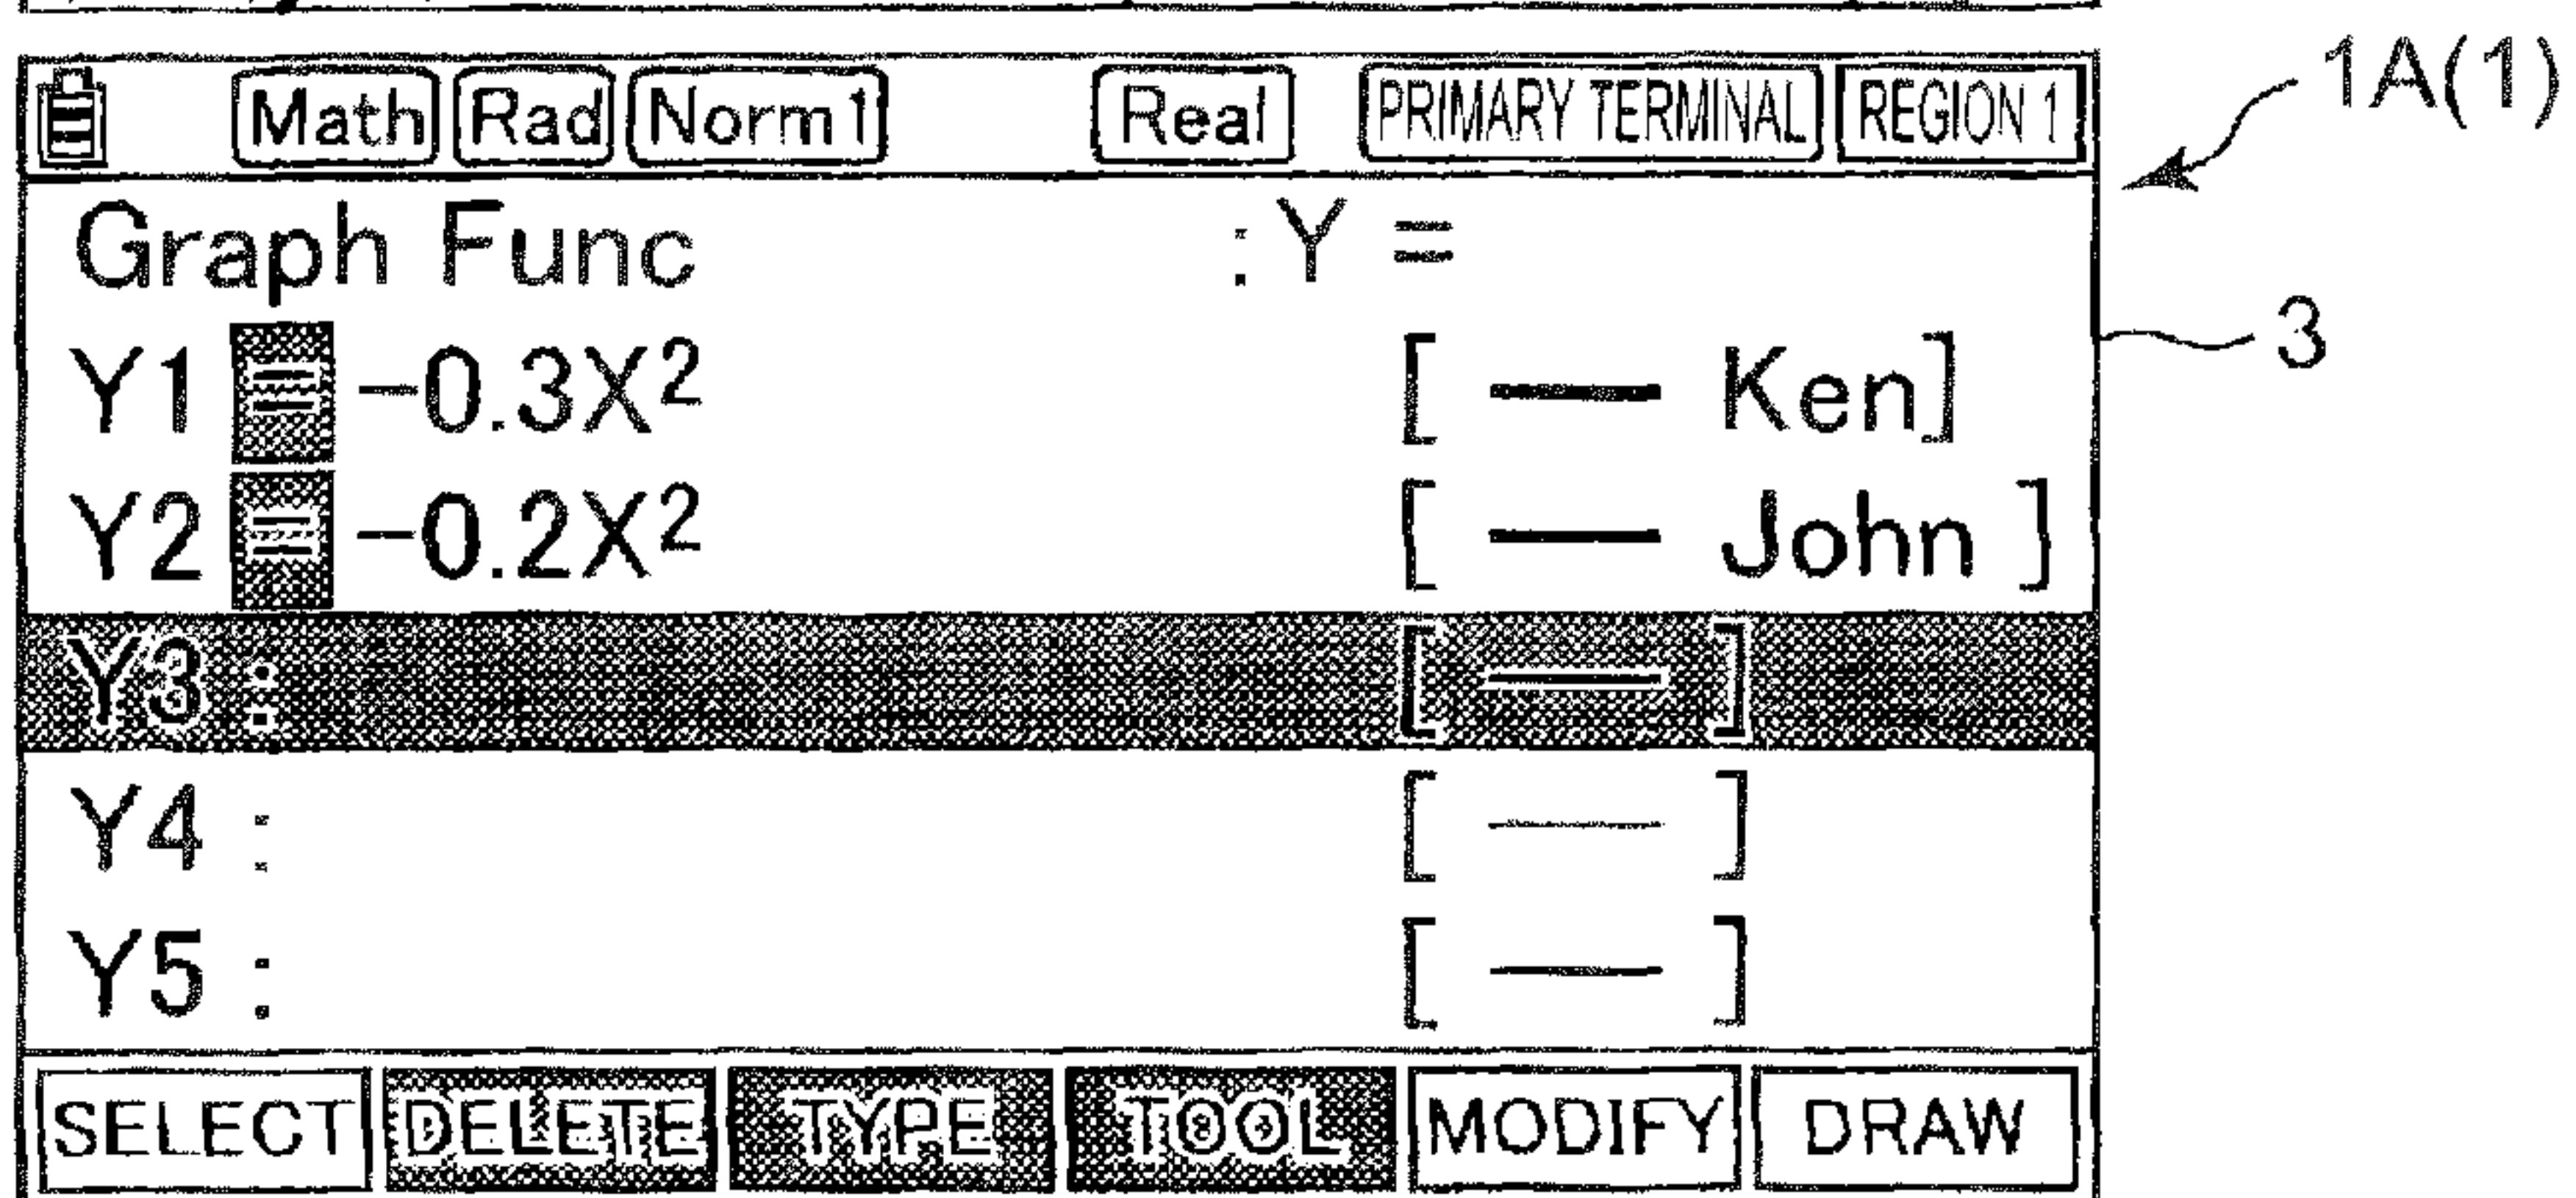 Math Rad Norm1 Real PRIMARY TERMINAL REGION 1 1A(1)
Graph Func :Y=
Y1 = -0.3X² [ — Ken] 3
Y2 = -0.2X² [ — John ]
Y3 : [ — ]
Y4 : [ — ]
Y5 : [ — ]
SELECT DELETE TYPE TOOL MODIFY DRAW